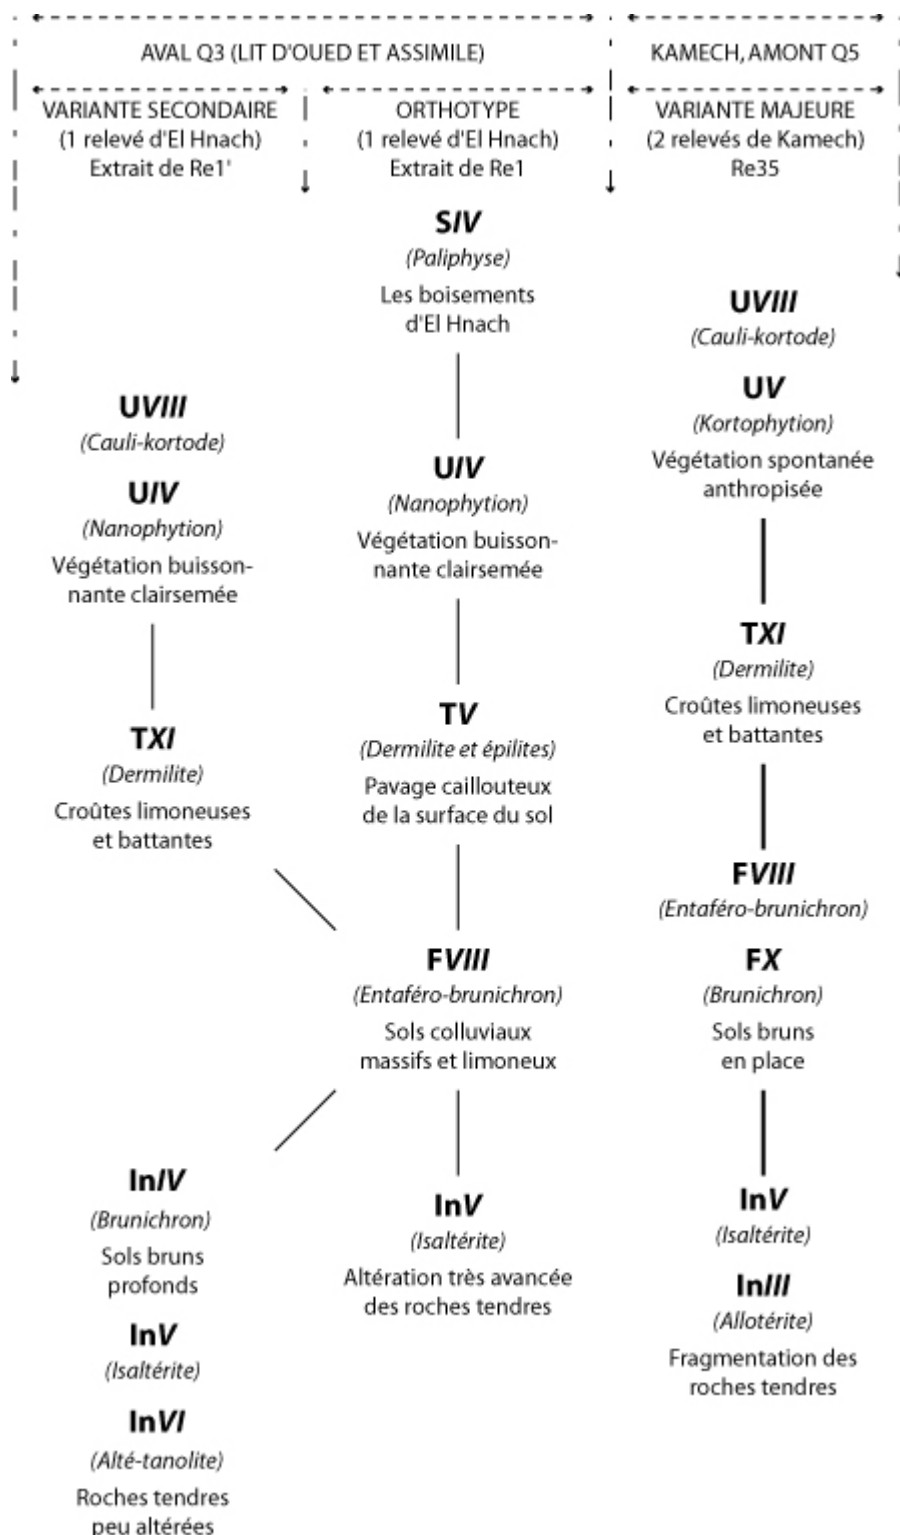 AVAL Q3 (LIT D'OUED ET ASSIMILE)
KAMECH, AMONT Q5
VARIANTE SECONDAIRE
(1 relevé d'El Hnach)
Extrait de Re1'
ORTHOTYPE
(1 relevé d'El Hnach)
Extrait de Re1
VARIANTE MAJEURE
(2 relevés de Kamech)
Re35
UVIII
(Cauli-kortode)
UIV
(Nanophytion)
Végétation buisson-
nante clairsemée
TXI
(Dermilite)
Croûtes limoneuses
et battantes
InIV
(Brunichron)
Sols bruns
profonds
InV
(Isaltérite)
InVI
(Alté-tanolite)
Roches tendres
peu altérées
SIV
(Paliphyse)
Les boisements
d'El Hnach
UIV
(Nanophytion)
Végétation buisson-
nante clairsemée
TV
(Dermilite et épilites)
Pavage caillouteux
de la surface du sol
FVIII
(Entaféro-brunichron)
Sols colluviaux
massifs et limoneux
InV
(Isaltérite)
Altération très avancée
des roches tendres
UVIII
(Cauli-kortode)
UV
(Kortophytion)
Végétation spontanée
anthropisée
TXI
(Dermilite)
Croûtes limoneuses
et battantes
FVIII
(Entaféro-brunichron)
FX
(Brunichron)
Sols bruns
en place
InV
(Isaltérite)
InIII
(Allotérite)
Fragmentation des
roches tendres